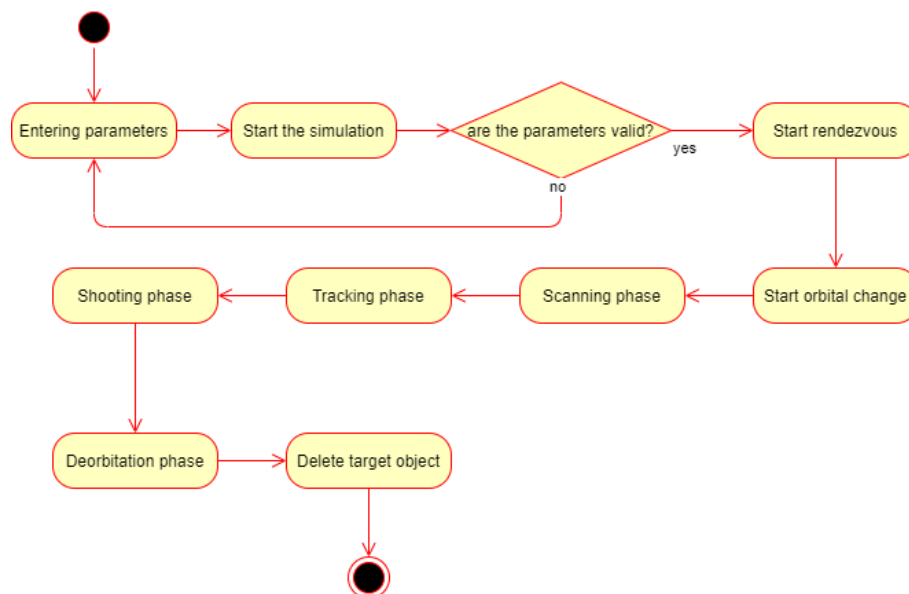 Entering parameters
Start the simulation
are the parameters valid?
yes
no
Start rendezvous
Start orbital change
Scanning phase
Tracking phase
Shooting phase
Deorbitation phase
Delete target object